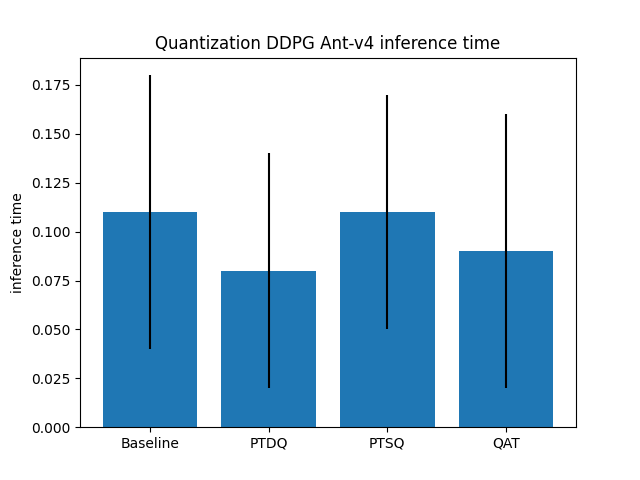 Quantization DDPG Ant-v4 inference time
inference time
0.175
0.150
0.125
0.100
0.075
0.050
0.025
0.000
Baseline PTDQ PTSQ QAT